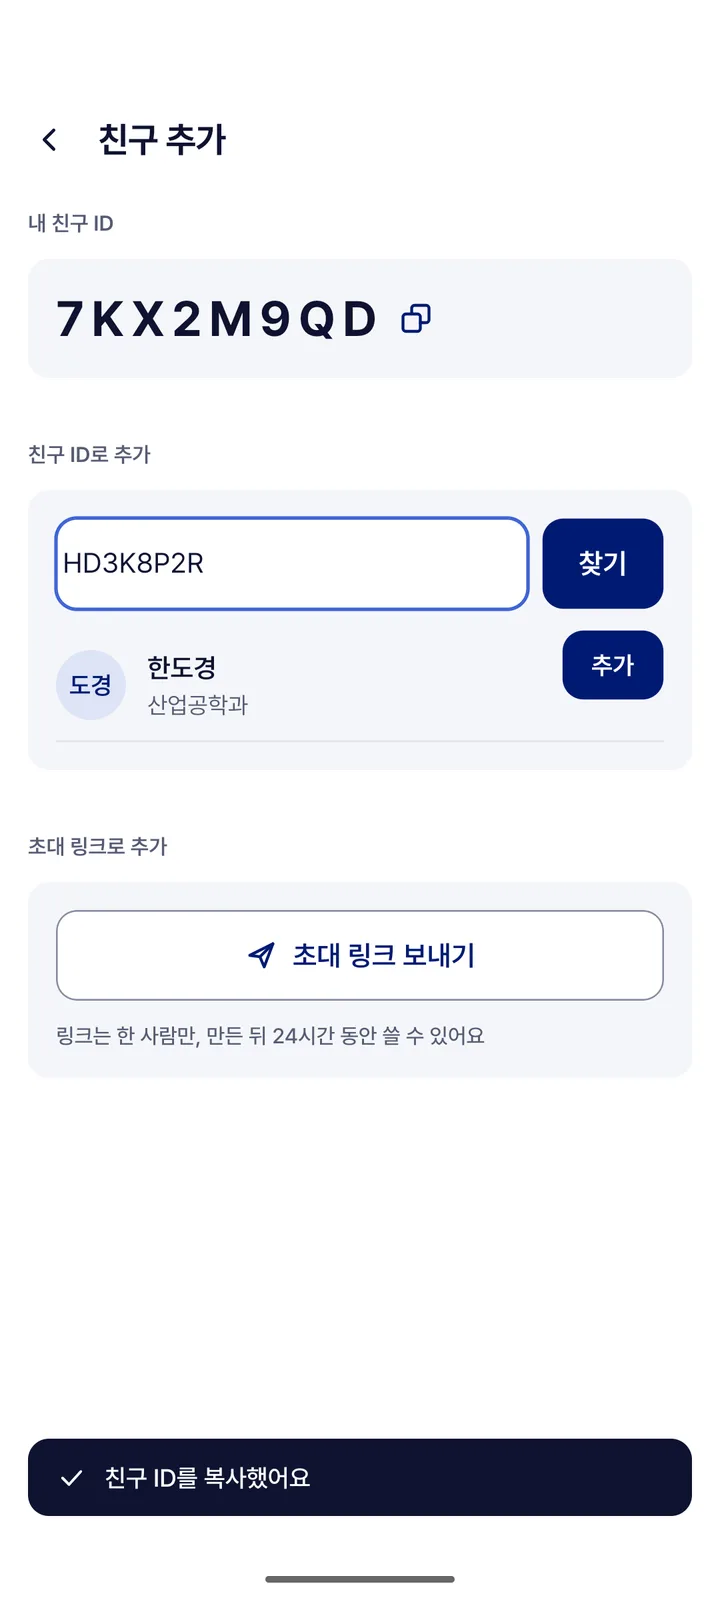 친구 추가
내 친구 ID
7KX2M9QD
친구 ID로 추가
HD3K8P2R
찾기
도경
한도경
산업공학과
추가
초대 링크로 추가
초대 링크 보내기
링크는 한 사람만, 만든 뒤 24시간 동안 쓸 수 있어요
친구 ID를 복사했어요